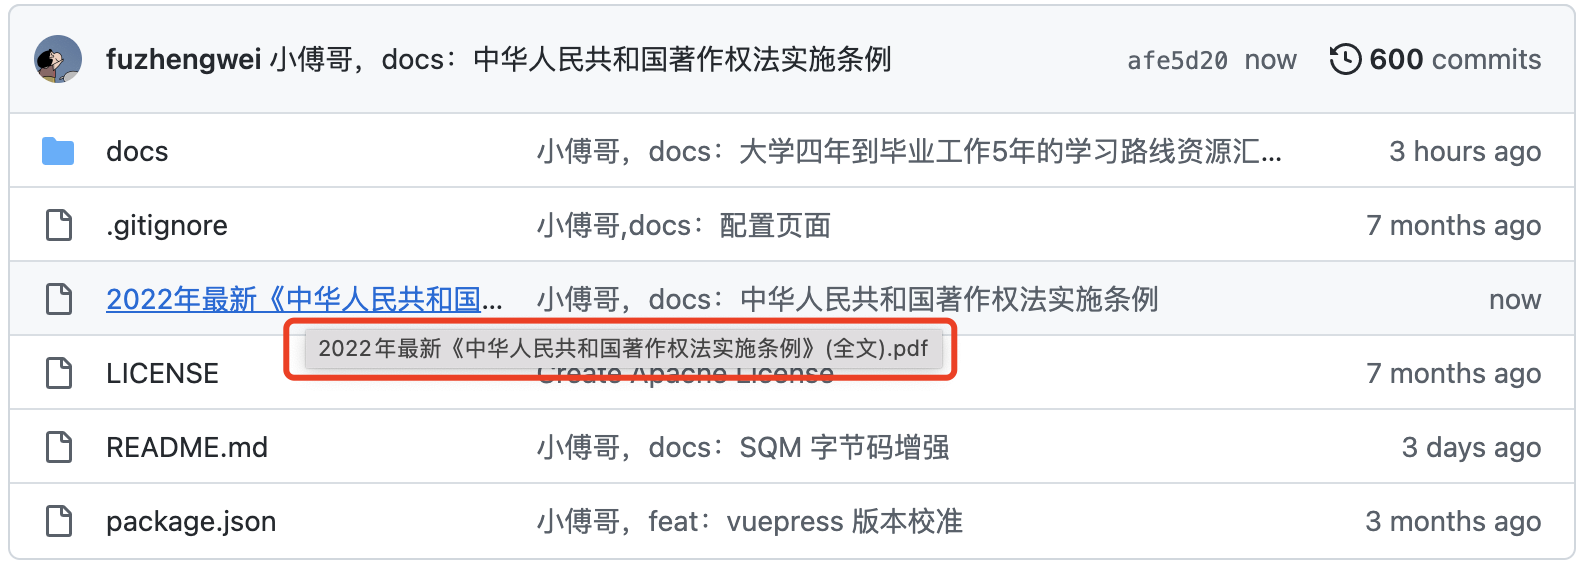 fuzhengwei 小傅哥，docs：中华人民共和国著作权法实施条例 afe5d20 now 600 commits
docs 小傅哥，docs：大学四年到毕业工作5年的学习路线资源汇... 3 hours ago
.gitignore 小傅哥,docs：配置页面 7 months ago
2022年最新《中华人民共和国... 小傅哥，docs：中华人民共和国著作权法实施条例 now
2022年最新《中华人民共和国著作权法实施条例》(全文).pdf
LICENSE Create Apache License 7 months ago
README.md 小傅哥，docs：SQM 字节码增强 3 days ago
package.json 小傅哥，feat：vuepress 版本校准 3 months ago